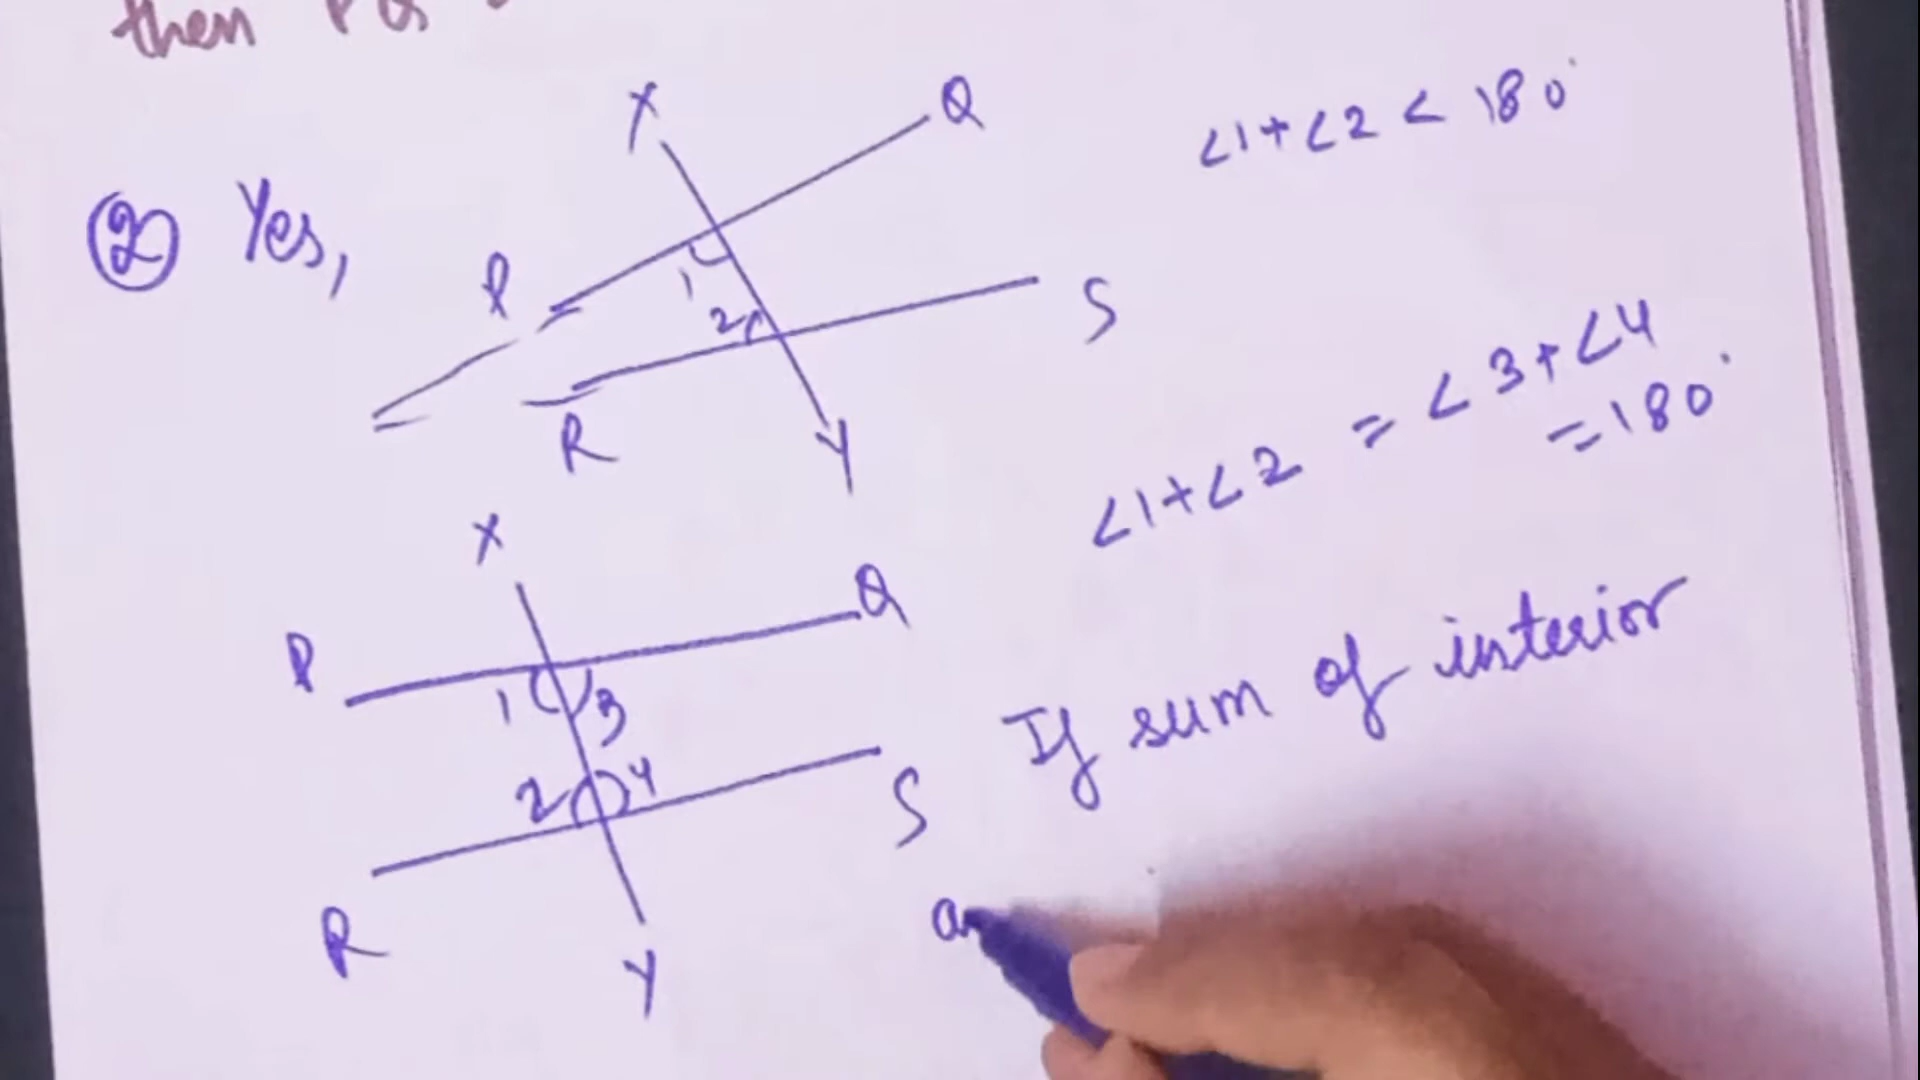 then PQ
X
Q
∠1+∠2 < 180°
② Yes,
P
1
2
S
R
Y
∠1+∠2 = ∠3+∠4
=180°
X
Q
P
1 3
If sum of interior
2 4
S
R
Y